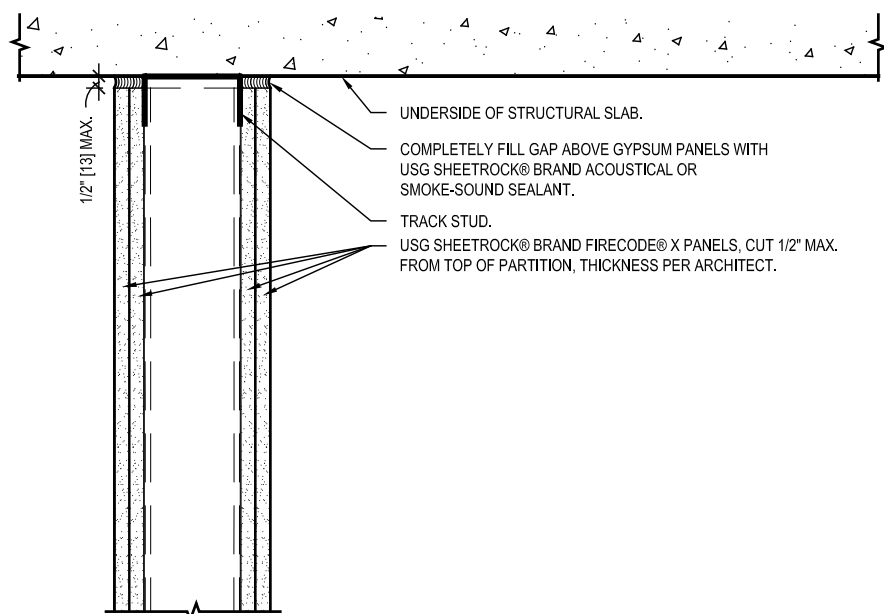 UNDERSIDE OF STRUCTURAL SLAB.
COMPLETELY FILL GAP ABOVE GYPSUM PANELS WITH
USG SHEETROCK® BRAND ACOUSTICAL OR
SMOKE-SOUND SEALANT.
TRACK STUD.
USG SHEETROCK® BRAND FIRECODE® X PANELS, CUT 1/2" MAX.
FROM TOP OF PARTITION, THICKNESS PER ARCHITECT.
1/2" [13] MAX.